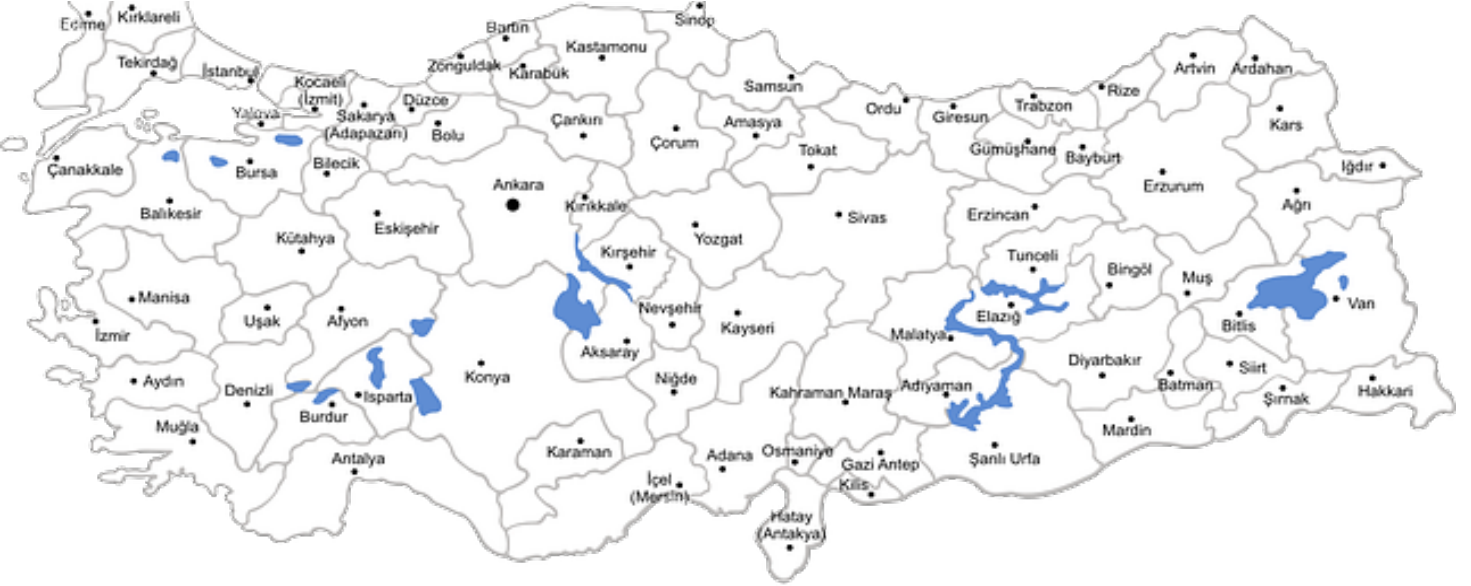 Edirne
Kırklareli
Tekirdağ
İstanbul
Kocaeli
(İzmit)
Yalova
Sakarya
(Adapazarı)
Düzce
Bolu
Zonguldak
Bartın
Karabük
Kastamonu
Sinop
Samsun
Ordu
Giresun
Trabzon
Rize
Artvin
Ardahan
Kars
Iğdır
Çanakkale
Balıkesir
Bursa
Bilecik
Eskişehir
Ankara
Çankırı
Çorum
Amasya
Tokat
Gümüşhane
Bayburt
Erzurum
Ağrı
Kütahya
Kırıkkale
Kırşehir
Yozgat
Sivas
Erzincan
Tunceli
Bingöl
Muş
Van
Bitlis
Manisa
İzmir
Uşak
Afyon
Nevşehir
Aksaray
Kayseri
Malatya
Elazığ
Diyarbakır
Batman
Siirt
Şırnak
Hakkari
Aydın
Denizli
Burdur
Isparta
Konya
Niğde
Kahraman Maraş
Adıyaman
Mardin
Muğla
Antalya
Karaman
İçel
(Mersin)
Adana
Osmaniye
Gazi Antep
Kilis
Şanlı Urfa
Hatay
(Antakya)